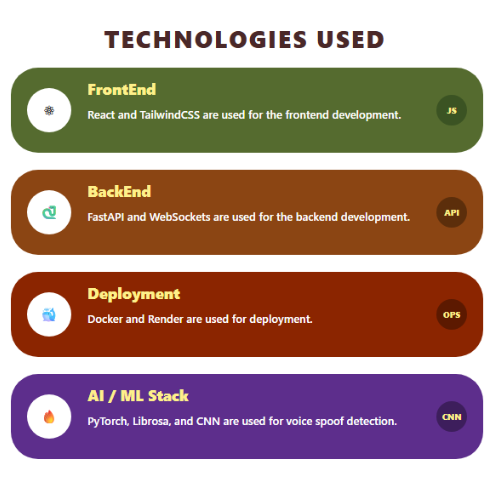 TECHNOLOGIES USED
FrontEnd
React and TailwindCSS are used for the frontend development.
JS
BackEnd
FastAPI and WebSockets are used for the backend development.
API
Deployment
Docker and Render are used for deployment.
OPS
AI / ML Stack
PyTorch, Librosa, and CNN are used for voice spoof detection.
CNN